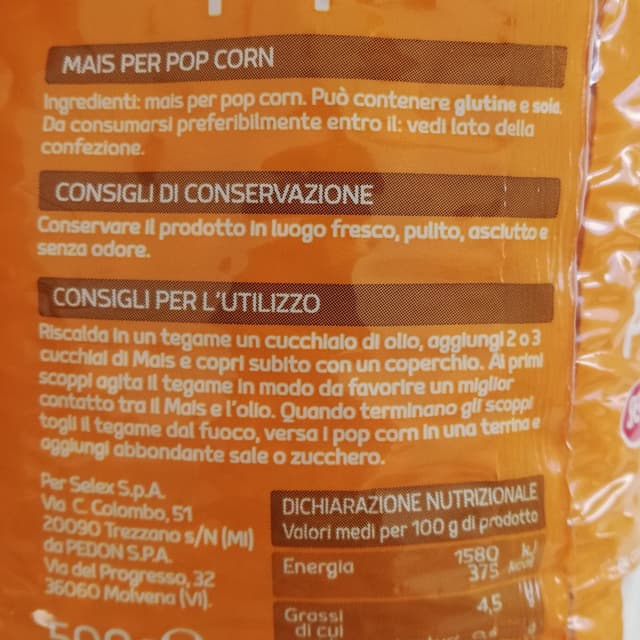 MAIS PER POP CORN
Ingredienti: mais per pop corn. Può contenere glutine e soia.
Da consumarsi preferibilmente entro il: vedi lato della
confezione.
CONSIGLI DI CONSERVAZIONE
Conservare il prodotto in luogo fresco, pulito, asciutto e
senza odore.
CONSIGLI PER L'UTILIZZO
Riscalda in un tegame un cucchiaio di olio, aggiungi 2 o 3
cucchiai di Mais e copri subito con un coperchio. Ai primi
scoppi agita il tegame in modo da favorire un miglior
contatto tra il Mais e l'olio. Quando terminano gli scoppi
togli il tegame dal fuoco, versa i pop corn in una terrina e
aggiungi abbondante sale o zucchero.
Per Selex S.p.A.
Via C. Colombo, 51
20090 Trezzano s/N (MI)
da PEDON S.P.A.
Via del Progresso, 32
36060 Molvena (VI).
DICHIARAZIONE NUTRIZIONALE
Valori medi per 100 g di prodotto
Energia 1580 kJ
375 kcal
Grassi 4,5
di cui